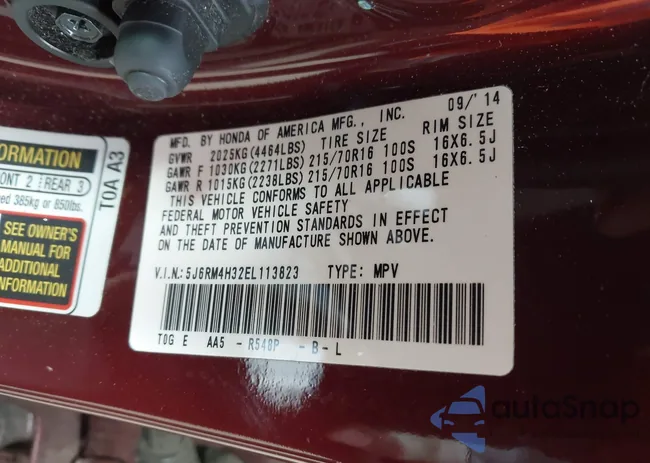 ORMATION
ONT 2 REAR 3
ed 385kg or 850lbs.
SEE OWNER'S
MANUAL FOR
ADDITIONAL
INFORMATION
T0A A3
09/'14
MFD. BY HONDA OF AMERICA MFG., INC.
GVWR 2025KG(4464LBS) TIRE SIZE RIM SIZE
GAWR F 1030KG(2271LBS) 215/70R16 100S 16X6.5J
GAWR R 1015KG(2238LBS) 215/70R16 100S 16X6.5J
THIS VEHICLE CONFORMS TO ALL APPLICABLE
FEDERAL MOTOR VEHICLE SAFETY
AND THEFT PREVENTION STANDARDS IN EFFECT
ON THE DATE OF MANUFACTURE SHOWN ABOVE.
V.I.N.:5J6RM4H32EL113823 TYPE: MPV
T0G E AA5 - R548P - B - L
autoSnap